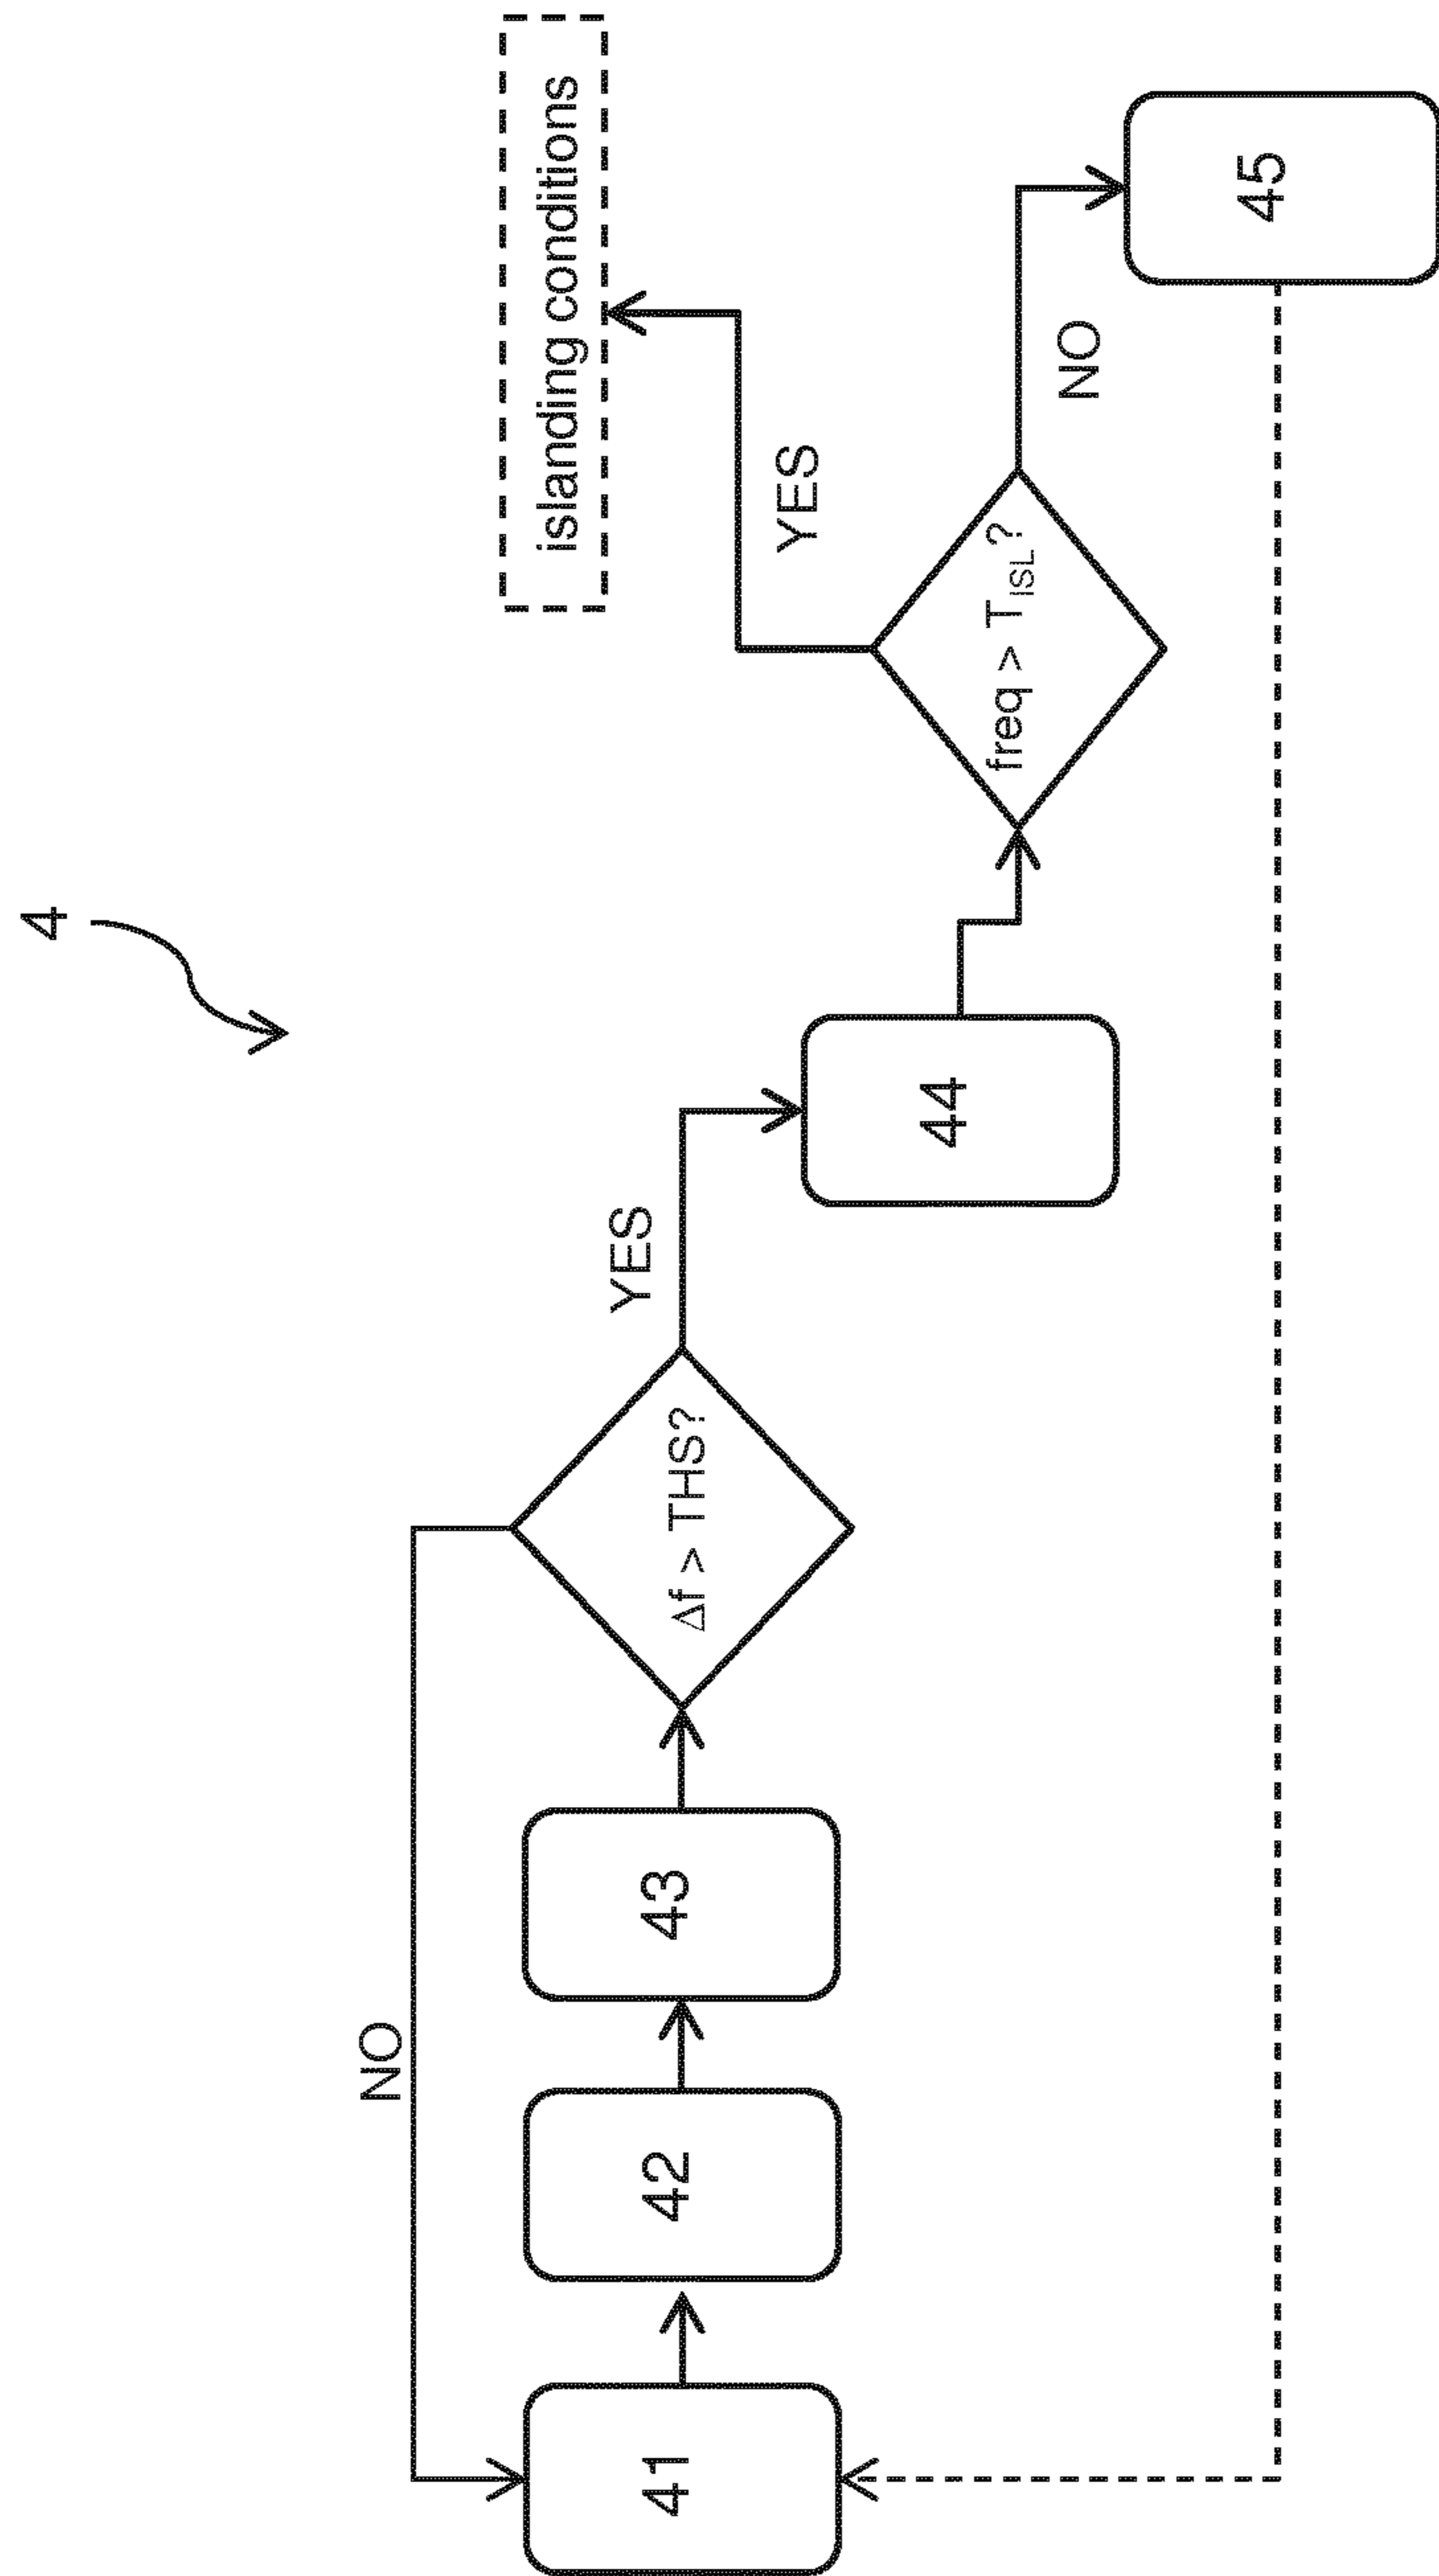 4
NO
41
42
43
Δf > THS?
YES
44
freq > T_ISL?
YES
islanding conditions
NO
45